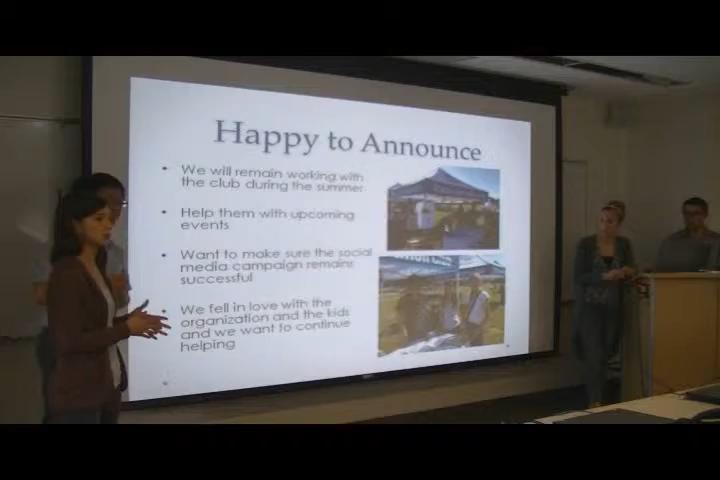 Happy to Announce
• We will remain working with
the club during the summer
• Help them with upcoming
events
• Want to make sure the social
media campaign remains
successful
• We fell in love with the
organization and the kids
and we want to continue
helping